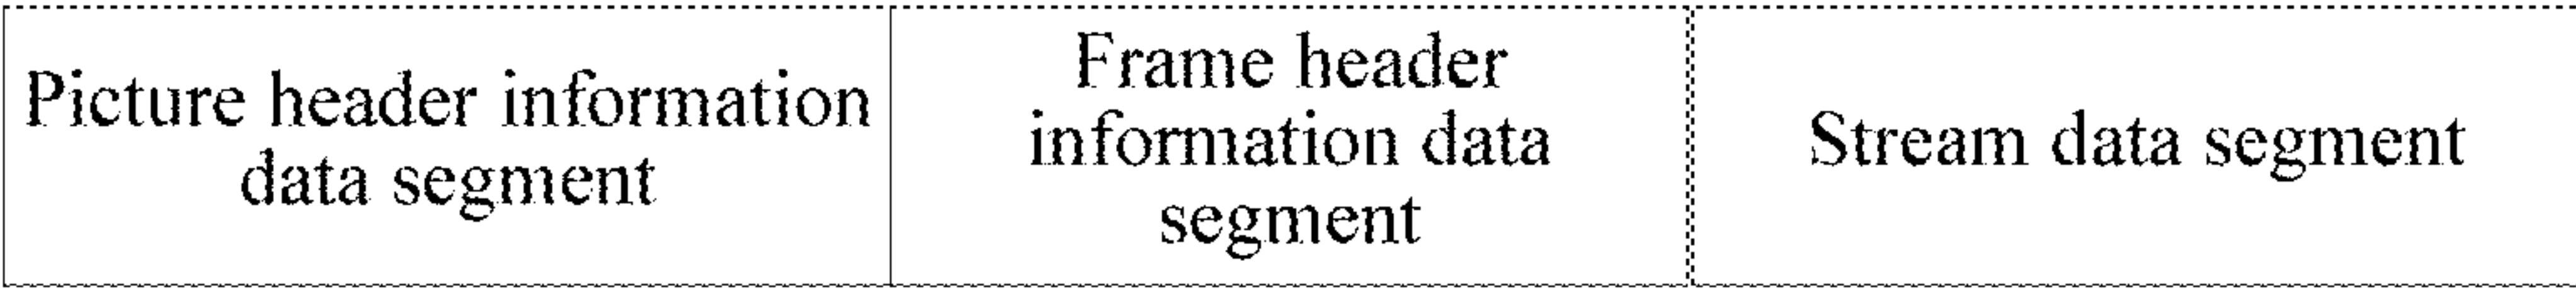 Picture header information
data segment
Frame header
information data
segment
Stream data segment